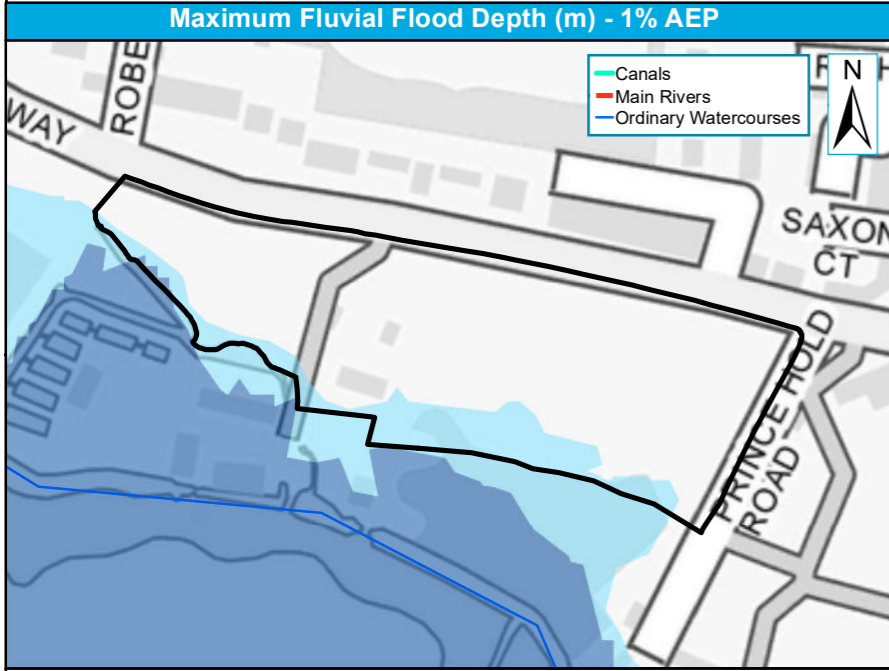 Maximum Fluvial Flood Depth (m) - 1% AEP
Canals
Main Rivers
Ordinary Watercourses
N
WAY
ROBE
SAXON
CT
PRINCE HOLD
ROAD